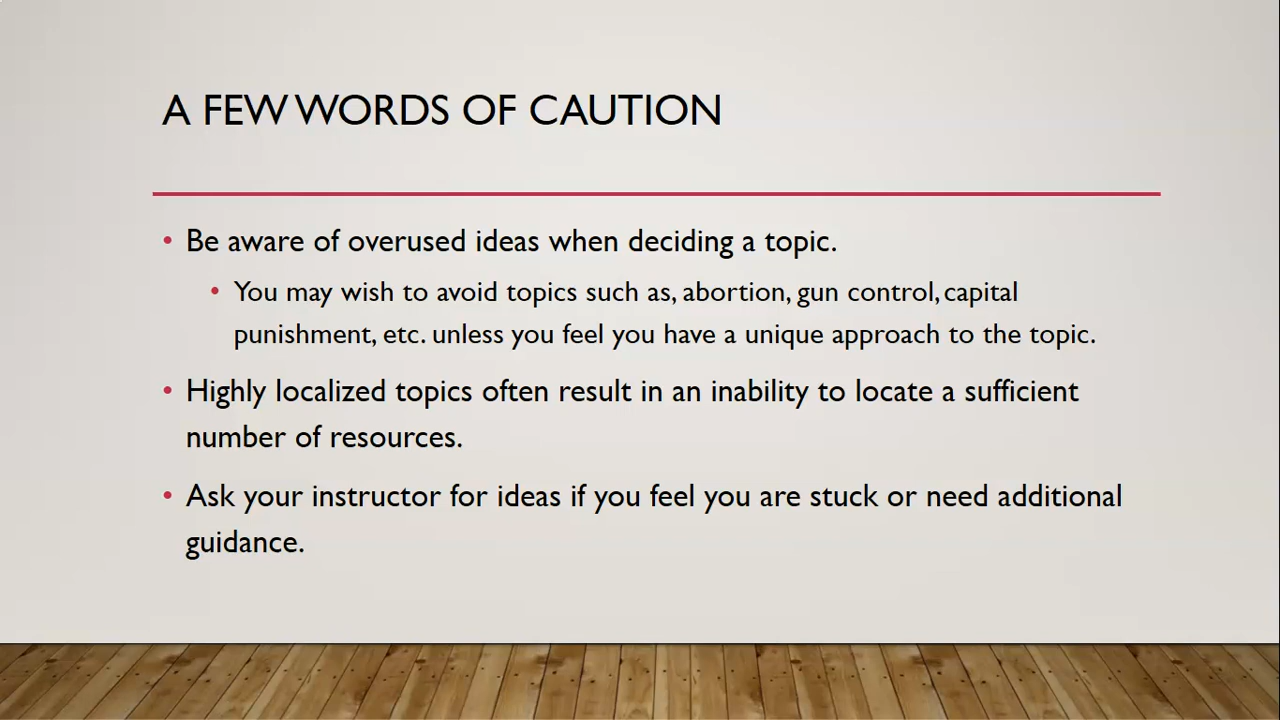 A FEW WORDS OF CAUTION
• Be aware of overused ideas when deciding a topic.
• You may wish to avoid topics such as, abortion, gun control, capital
punishment, etc. unless you feel you have a unique approach to the topic.
• Highly localized topics often result in an inability to locate a sufficient
number of resources.
• Ask your instructor for ideas if you feel you are stuck or need additional
guidance.